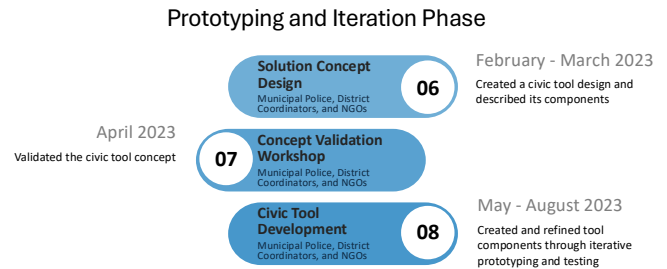 Prototyping and Iteration Phase
Solution Concept
Design
Municipal Police, District
Coordinators, and NGOs
06
February - March 2023
Created a civic tool design and
described its components
April 2023
Validated the civic tool concept
07
Concept Validation
Workshop
Municipal Police, District
Coordinators, and NGOs
Civic Tool
Development
Municipal Police, District
Coordinators, and NGOs
08
May - August 2023
Created and refined tool
components through iterative
prototyping and testing